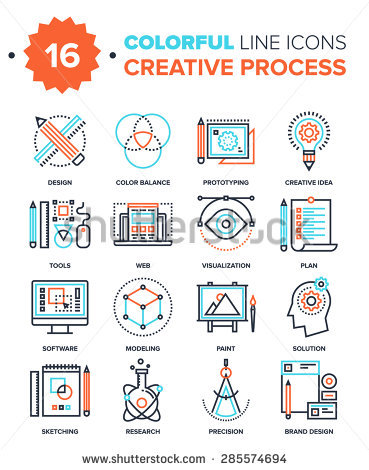 16
COLORFUL LINE ICONS
CREATIVE PROCESS
DESIGN
COLOR BALANCE
PROTOTYPING
CREATIVE IDEA
TOOLS
WEB
VISUALIZATION
PLAN
shutterstock
SOFTWARE
MODELING
PAINT
SOLUTION
SKETCHING
RESEARCH
PRECISION
BRAND DESIGN
www.shutterstock.com · 285574694